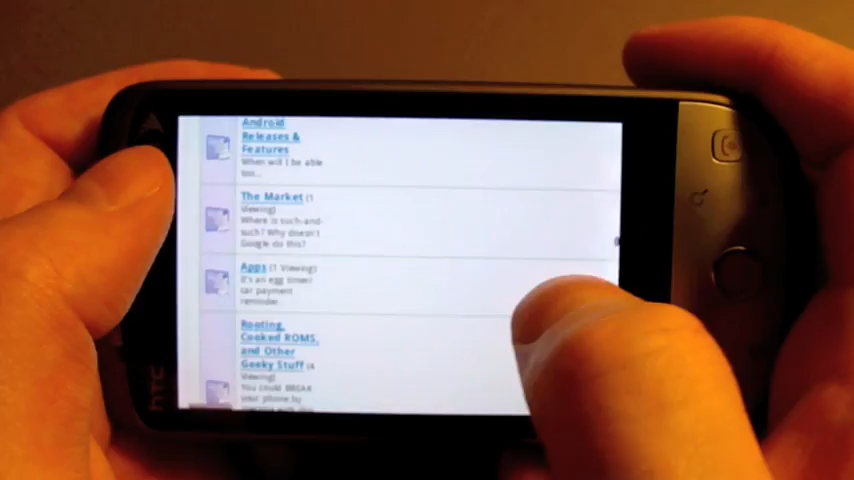 Android
Releases &
Features
When will I be able
too...
The Market (1
Viewing)
Where is such-and-
such? Why doesn't
Google do this?
Apps (1 Viewing)
It's an egg timer!
car payment
reminder
Rooting,
Cooked ROMS,
and Other
Geeky Stuff (4
Viewing)
You could BREAK
your phone by
hTC